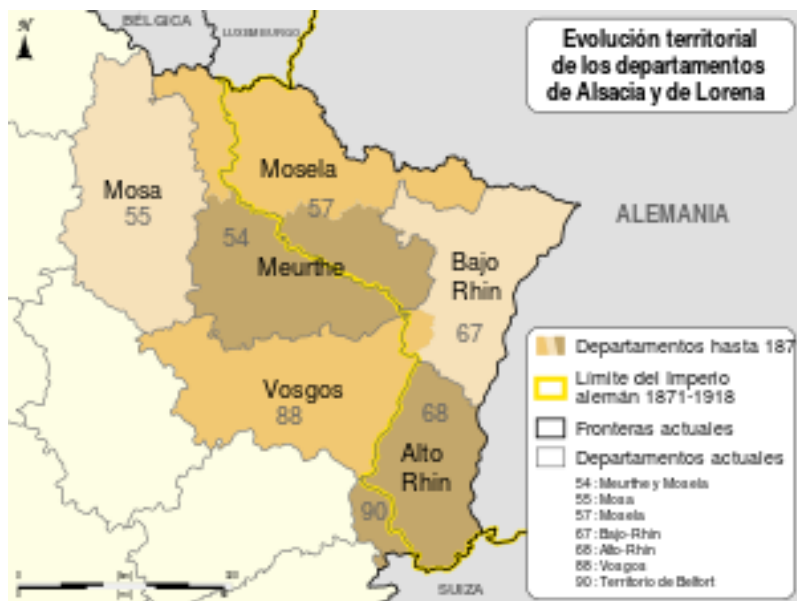 N
BÉLGICA
LUXEMBURGO
Evolución territorial
de los departamentos
de Alsacia y de Lorena
Mosela
57
Mosa
55
ALEMANIA
54
Meurthe
Bajo
Rhin
67
Vosgos
88
68
Alto
Rhin
90
SUIZA
Departamentos hasta 187
Límite del Imperio
alemán 1871-1918
Fronteras actuales
Departamentos actuales
54: Meurthe y Mosela
55: Mosa
57: Mosela
67: Bajo-Rhin
68: Alto-Rhin
88: Vosgos
90: Territorio de Belfort